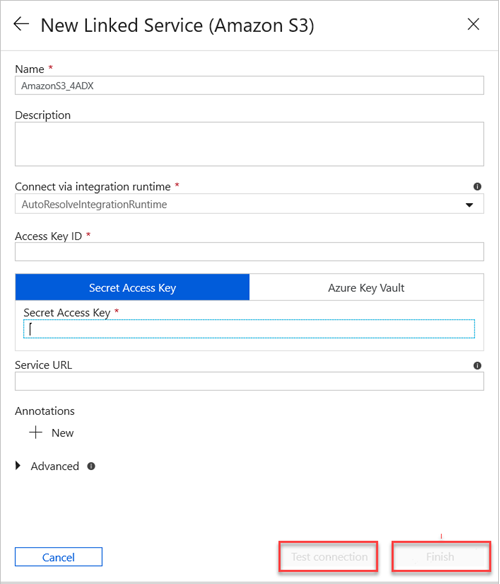 New Linked Service (Amazon S3)
Name *
AmazonS3_4ADX
Description
Connect via integration runtime *
AutoResolveIntegrationRuntime
Access Key ID *
Secret Access Key
Azure Key Vault
Secret Access Key *
Service URL
Annotations
New
Advanced
Cancel
Test connection
Finish